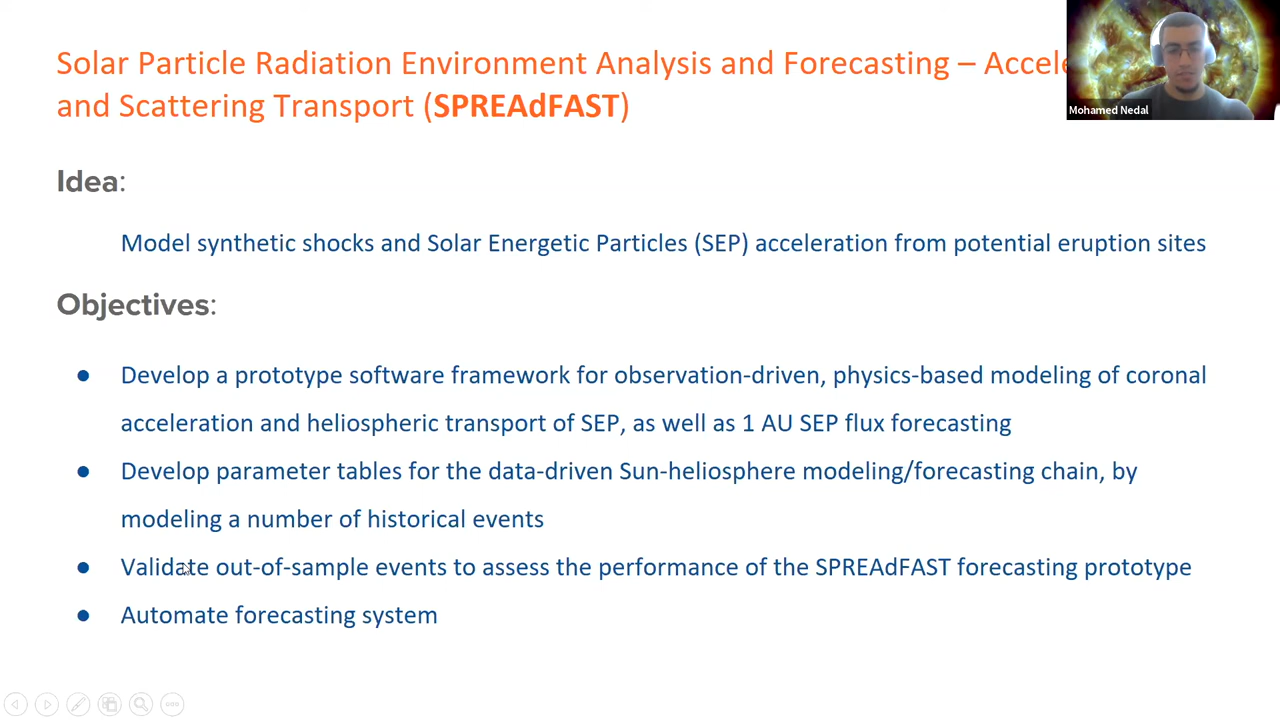 Solar Particle Radiation Environment Analysis and Forecasting – Accele
and Scattering Transport (SPREAdFAST)
Mohamed Nedal
Idea:
Model synthetic shocks and Solar Energetic Particles (SEP) acceleration from potential eruption sites
Objectives:
● Develop a prototype software framework for observation-driven, physics-based modeling of coronal
acceleration and heliospheric transport of SEP, as well as 1 AU SEP flux forecasting
● Develop parameter tables for the data-driven Sun-heliosphere modeling/forecasting chain, by
modeling a number of historical events
● Validate out-of-sample events to assess the performance of the SPREAdFAST forecasting prototype
● Automate forecasting system